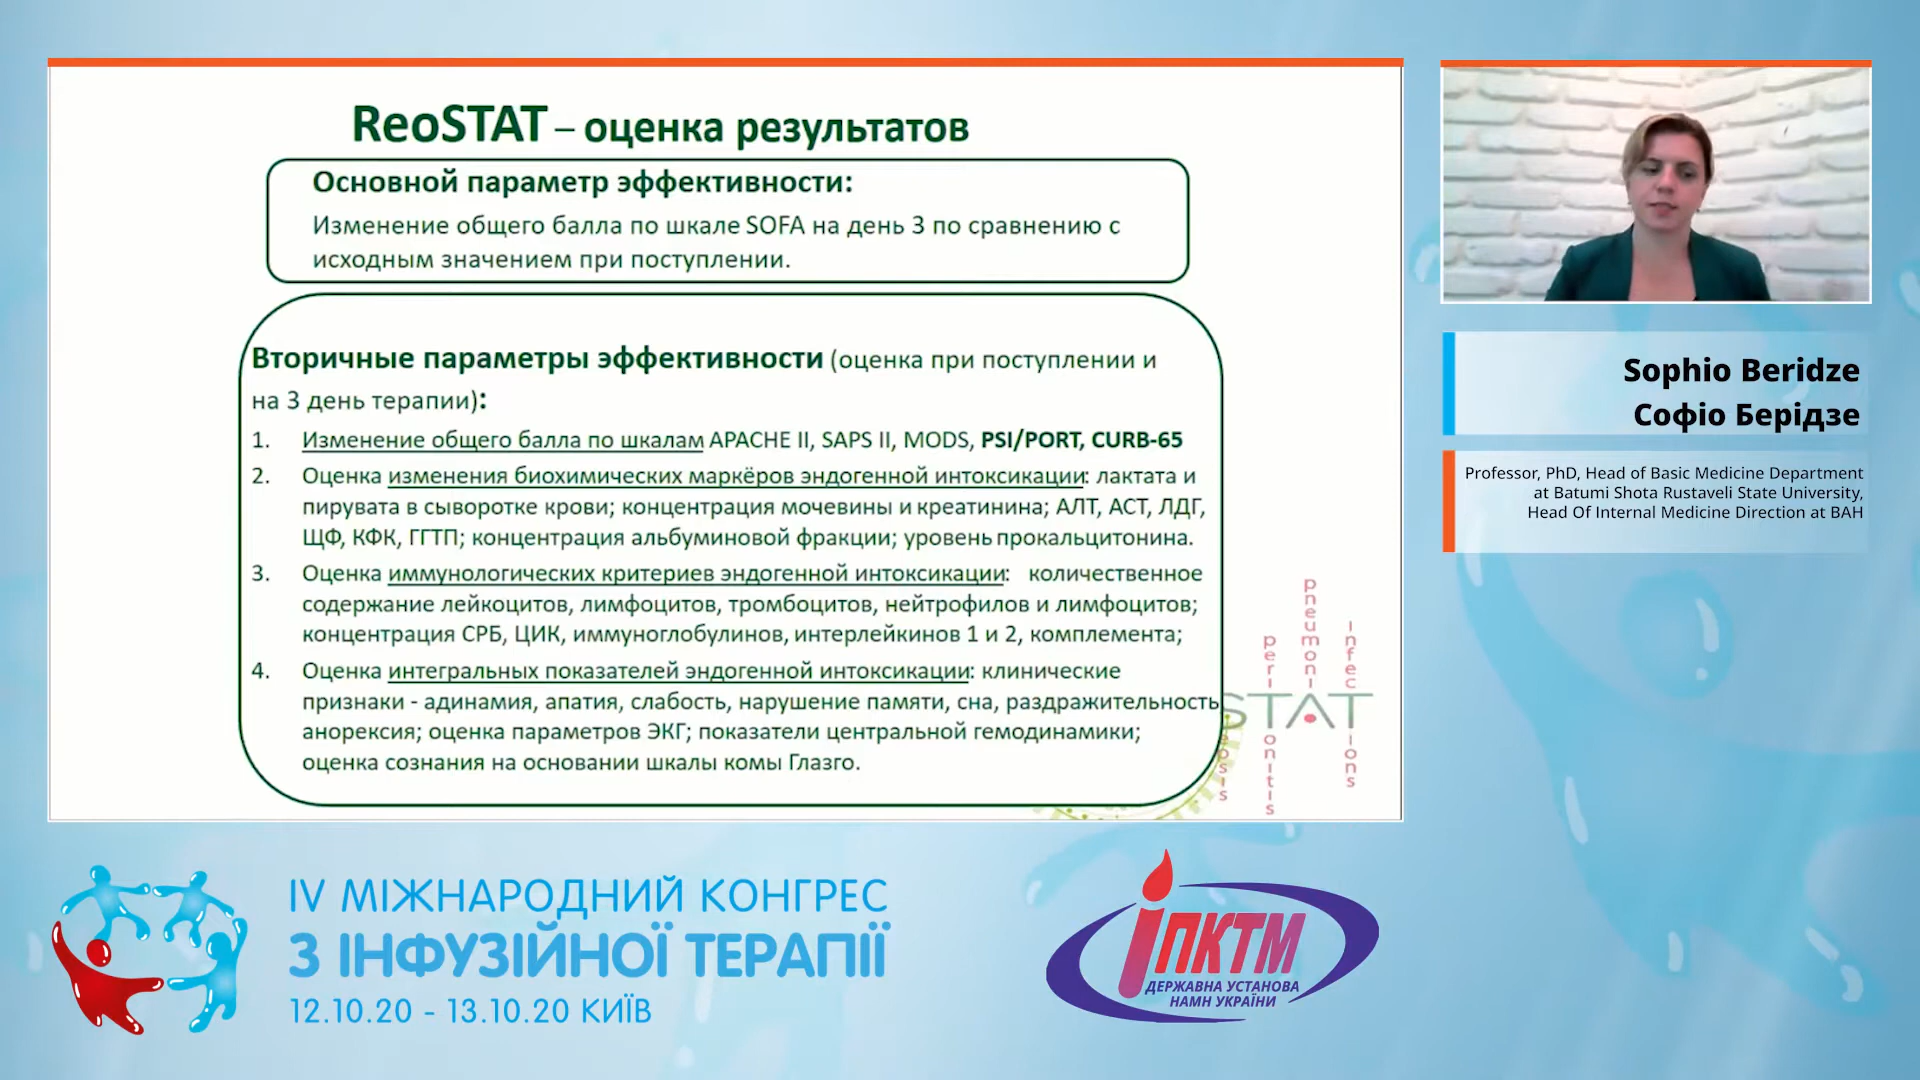 ReoSTAT – оценка результатов
Основной параметр эффективности:
Изменение общего балла по шкале SOFA на день 3 по сравнению с
исходным значением при поступлении.
Вторичные параметры эффективности (оценка при поступлении и
на 3 день терапии):
1. Изменение общего балла по шкалам APACHE II, SAPS II, MODS, PSI/PORT, CURB-65
2. Оценка изменения биохимических маркёров эндогенной интоксикации: лактата и
пирувата в сыворотке крови; концентрация мочевины и креатинина; АЛТ, АСТ, ЛДГ,
ЩФ, КФК, ГГТП; концентрация альбуминовой фракции; уровень прокальцитонина.
3. Оценка иммунологических критериев эндогенной интоксикации: количественное
содержание лейкоцитов, лимфоцитов, тромбоцитов, нейтрофилов и лимфоцитов;
концентрация СРБ, ЦИК, иммуноглобулинов, интерлейкинов 1 и 2, комплемента;
4. Оценка интегральных показателей эндогенной интоксикации: клинические
признаки - адинамия, апатия, слабость, нарушение памяти, сна, раздражительность
анорексия; оценка параметров ЭКГ; показатели центральной гемодинамики;
оценка сознания на основании шкалы комы Глазго.
STAT
peritonitis
pneumoni
infections
Sophio Beridze
Софіо Берідзе
Professor, PhD, Head of Basic Medicine Department
at Batumi Shota Rustaveli State University,
Head Of Internal Medicine Direction at BAH
IV МІЖНАРОДНИЙ КОНГРЕС
З ІНФУЗІЙНОЇ ТЕРАПІЇ
12.10.20 - 13.10.20 КИЇВ
ІПКТМ
ДЕРЖАВНА УСТАНОВА
НАМН УКРАЇНИ